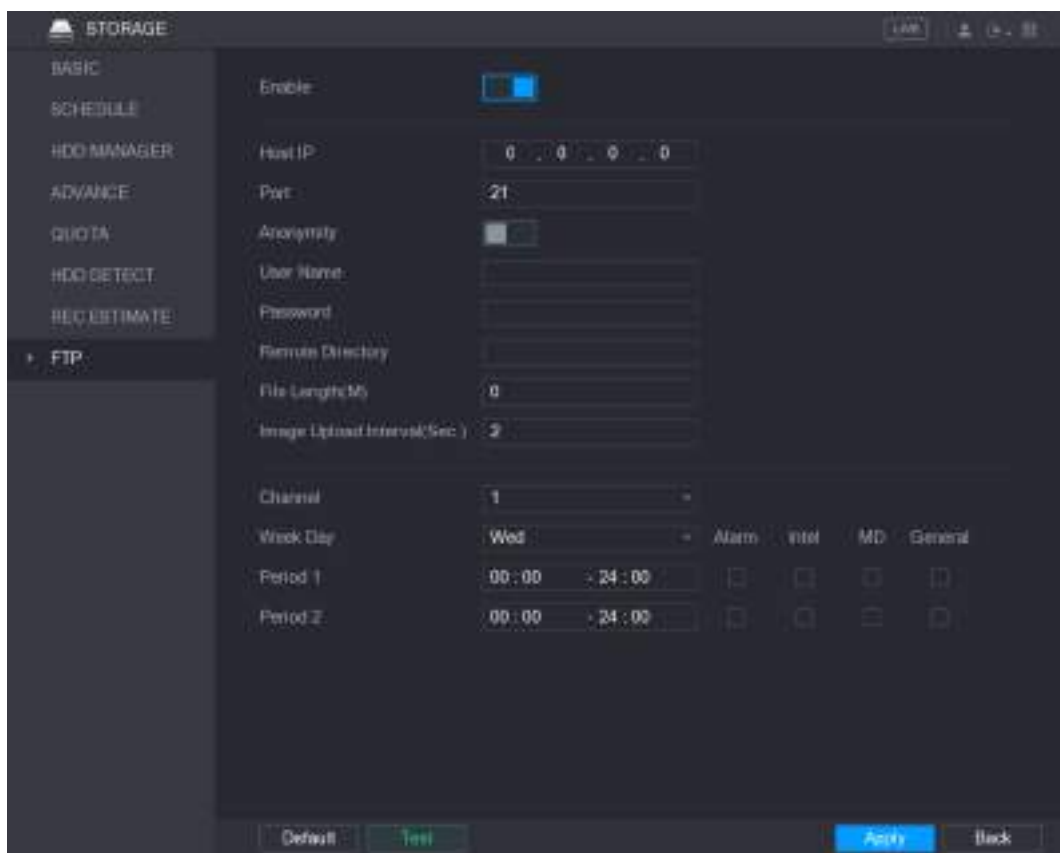 STORAGE LIVE
BASIC
SCHEDULE
HDD MANAGER
ADVANCE
QUOTA
HDD DETECT
REC ESTIMATE
FTP
Enable
Host IP 0 . 0 . 0 . 0
Port 21
Anonymity
User Name
Password
Remote Directory
File Length(M) 0
Image Upload Interval(Sec.) 2
Channel 1
Week Day Wed Alarm Intel MD General
Period 1 00 : 00 - 24 : 00
Period 2 00 : 00 - 24 : 00
Default Test Apply Back